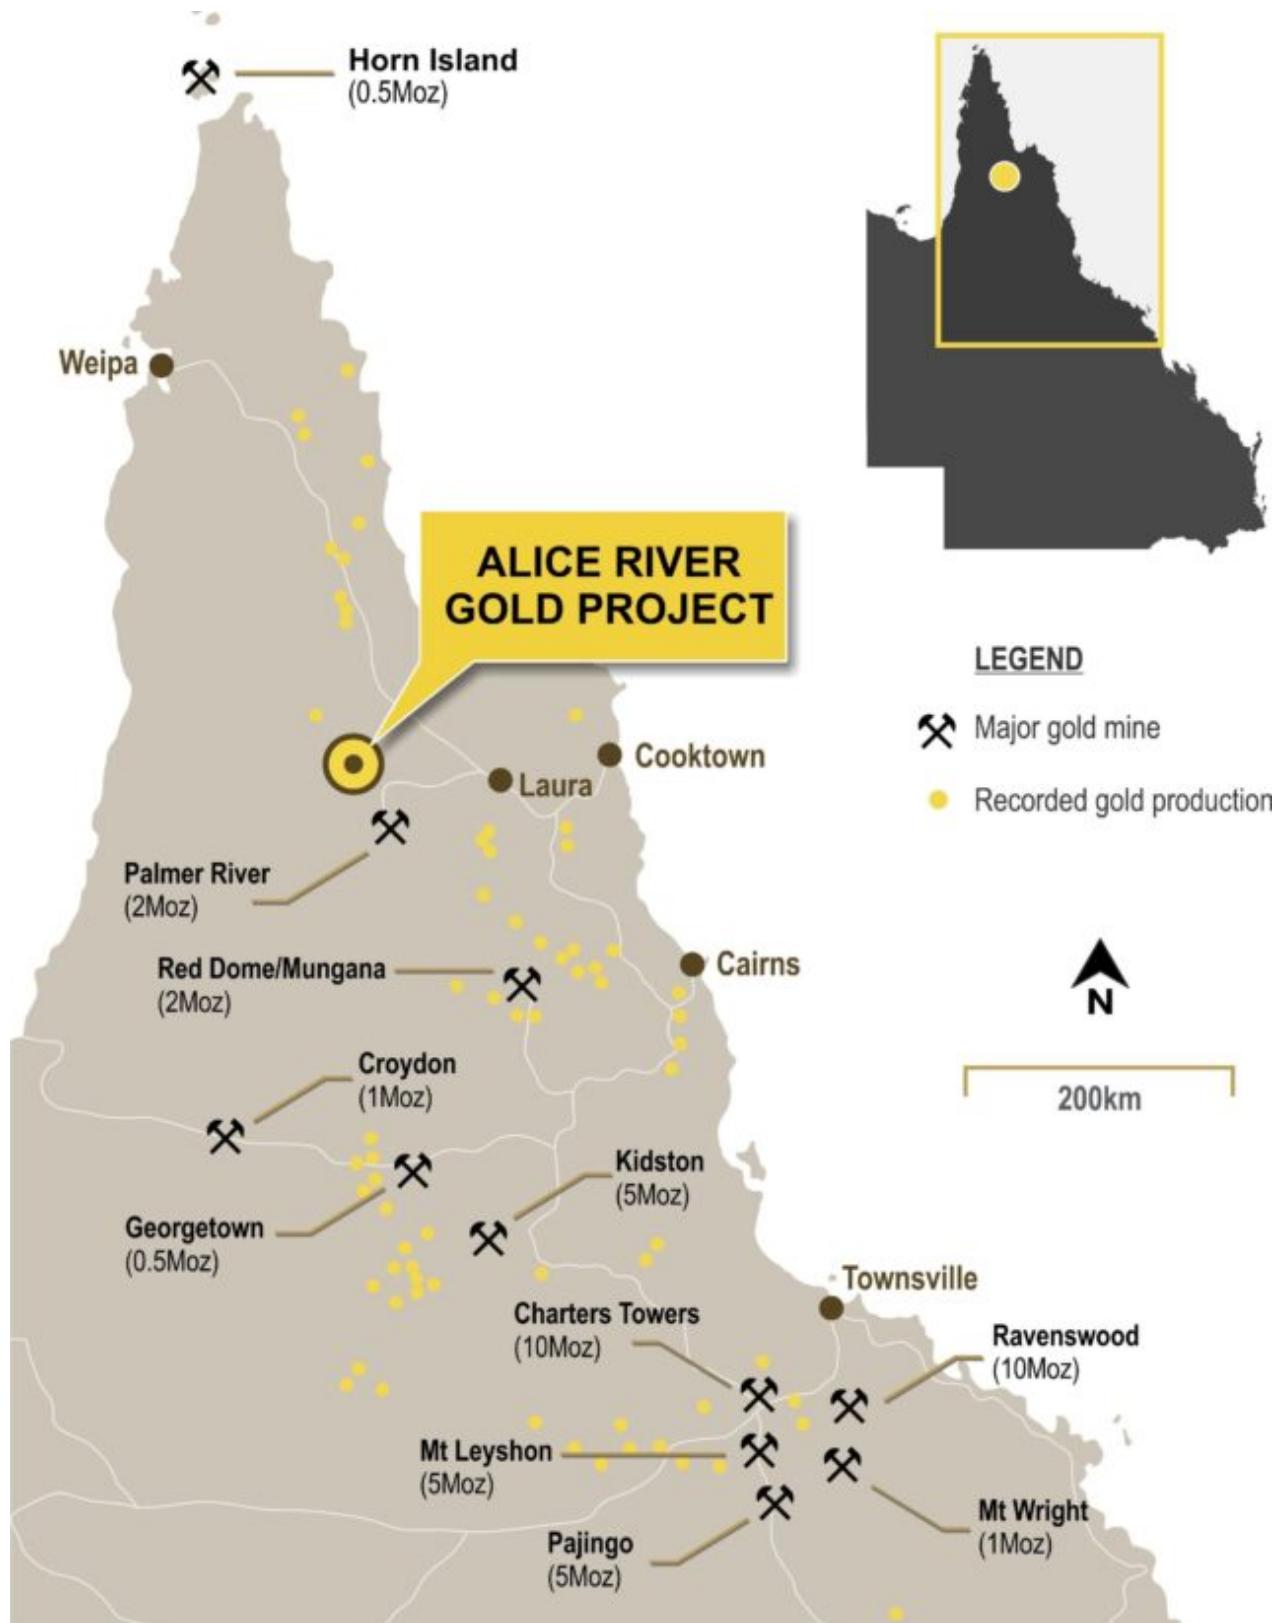 Horn Island
(0.5Moz)
Weipa
ALICE RIVER
GOLD PROJECT
LEGEND
Major gold mine
Recorded gold production
Cooktown
Laura
Palmer River
(2Moz)
Red Dome/Mungana
(2Moz)
Cairns
N
200km
Croydon
(1Moz)
Kidston
(5Moz)
Georgetown
(0.5Moz)
Townsville
Charters Towers
(10Moz)
Ravenswood
(10Moz)
Mt Leyshon
(5Moz)
Mt Wright
(1Moz)
Pajingo
(5Moz)